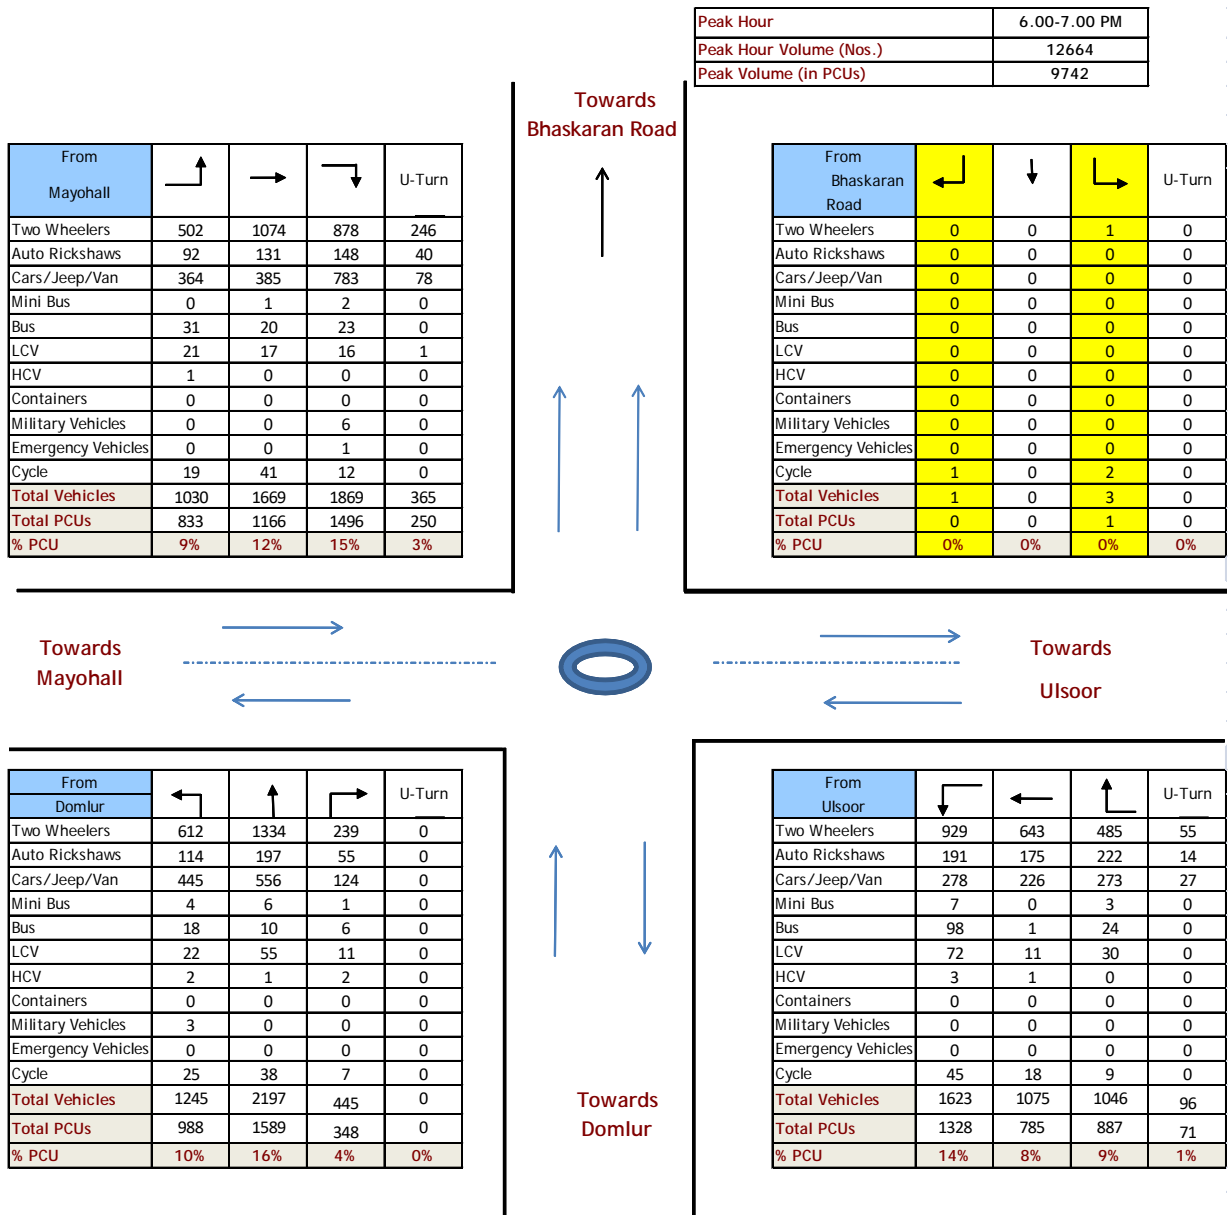 Peak Hour 6.00-7.00 PM
Peak Hour Volume (Nos.) 12664
Peak Volume (in PCUs) 9742
Towards
Bhaskaran Road
From
Mayohall U-Turn
Two Wheelers 502 1074 878 246
Auto Rickshaws 92 131 148 40
Cars/Jeep/Van 364 385 783 78
Mini Bus 0 1 2 0
Bus 31 20 23 0
LCV 21 17 16 1
HCV 1 0 0 0
Containers 0 0 0 0
Military Vehicles 0 0 6 0
Emergency Vehicles 0 0 1 0
Cycle 19 41 12 0
Total Vehicles 1030 1669 1869 365
Total PCUs 833 1166 1496 250
% PCU 9% 12% 15% 3%
From
Bhaskaran U-Turn
Road
Two Wheelers 0 0 1 0
Auto Rickshaws 0 0 0 0
Cars/Jeep/Van 0 0 0 0
Mini Bus 0 0 0 0
Bus 0 0 0 0
LCV 0 0 0 0
HCV 0 0 0 0
Containers 0 0 0 0
Military Vehicles 0 0 0 0
Emergency Vehicles 0 0 0 0
Cycle 1 0 2 0
Total Vehicles 1 0 3 0
Total PCUs 0 0 1 0
% PCU 0% 0% 0% 0%
Towards
Mayohall
Towards
Ulsoor
From
Domlur U-Turn
Two Wheelers 612 1334 239 0
Auto Rickshaws 114 197 55 0
Cars/Jeep/Van 445 556 124 0
Mini Bus 4 6 1 0
Bus 18 10 6 0
LCV 22 55 11 0
HCV 2 1 2 0
Containers 0 0 0 0
Military Vehicles 3 0 0 0
Emergency Vehicles 0 0 0 0
Cycle 25 38 7 0
Total Vehicles 1245 2197 445 0
Total PCUs 988 1589 348 0
% PCU 10% 16% 4% 0%
Towards
Domlur
From
Ulsoor U-Turn
Two Wheelers 929 643 485 55
Auto Rickshaws 191 175 222 14
Cars/Jeep/Van 278 226 273 27
Mini Bus 7 0 3 0
Bus 98 1 24 0
LCV 72 11 30 0
HCV 3 1 0 0
Containers 0 0 0 0
Military Vehicles 0 0 0 0
Emergency Vehicles 0 0 0 0
Cycle 45 18 9 0
Total Vehicles 1623 1075 1046 96
Total PCUs 1328 785 887 71
% PCU 14% 8% 9% 1%